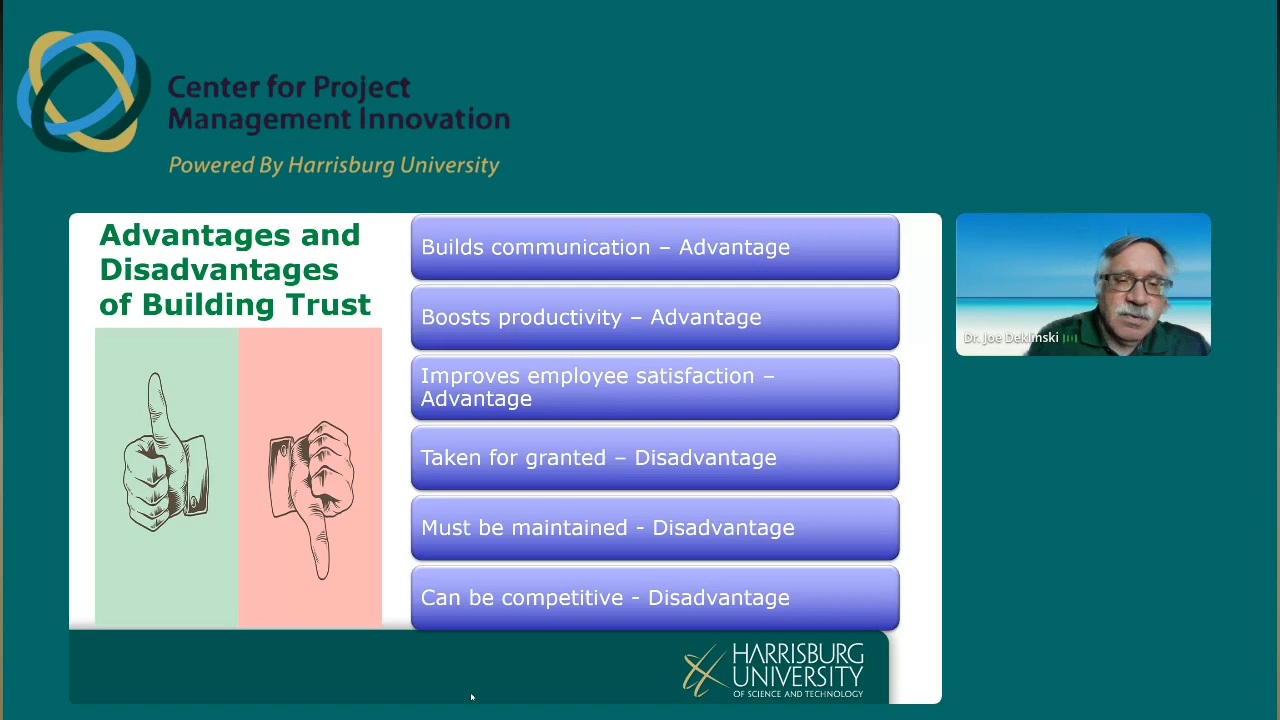 Center for Project
Management Innovation
Powered By Harrisburg University
Advantages and
Disadvantages
of Building Trust
Builds communication – Advantage
Boosts productivity – Advantage
Improves employee satisfaction –
Advantage
Taken for granted – Disadvantage
Must be maintained - Disadvantage
Can be competitive - Disadvantage
Dr. Joe Deklinski
HARRISBURG
UNIVERSITY
OF SCIENCE AND TECHNOLOGY